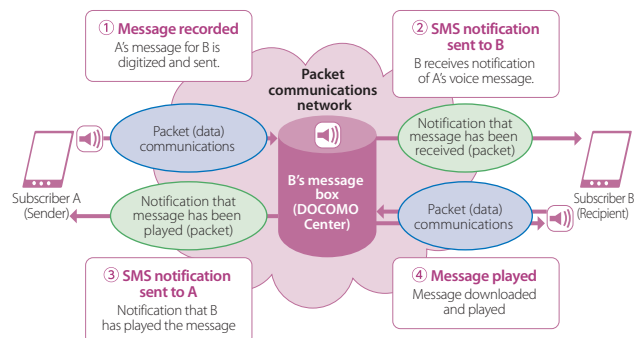 ① Message recorded
A's message for B is
digitized and sent.
② SMS notification
sent to B
B receives notification
of A's voice message.
Packet
communications
network
Packet (data)
communications
Notification that
message has been
received (packet)
Subscriber A
(Sender)
Notification that
message has been
played (packet)
B's message
box
(DOCOMO
Center)
Packet (data)
communications
Subscriber B
(Recipient)
③ SMS notification
sent to A
Notification that B
has played the message
④ Message played
Message downloaded
and played